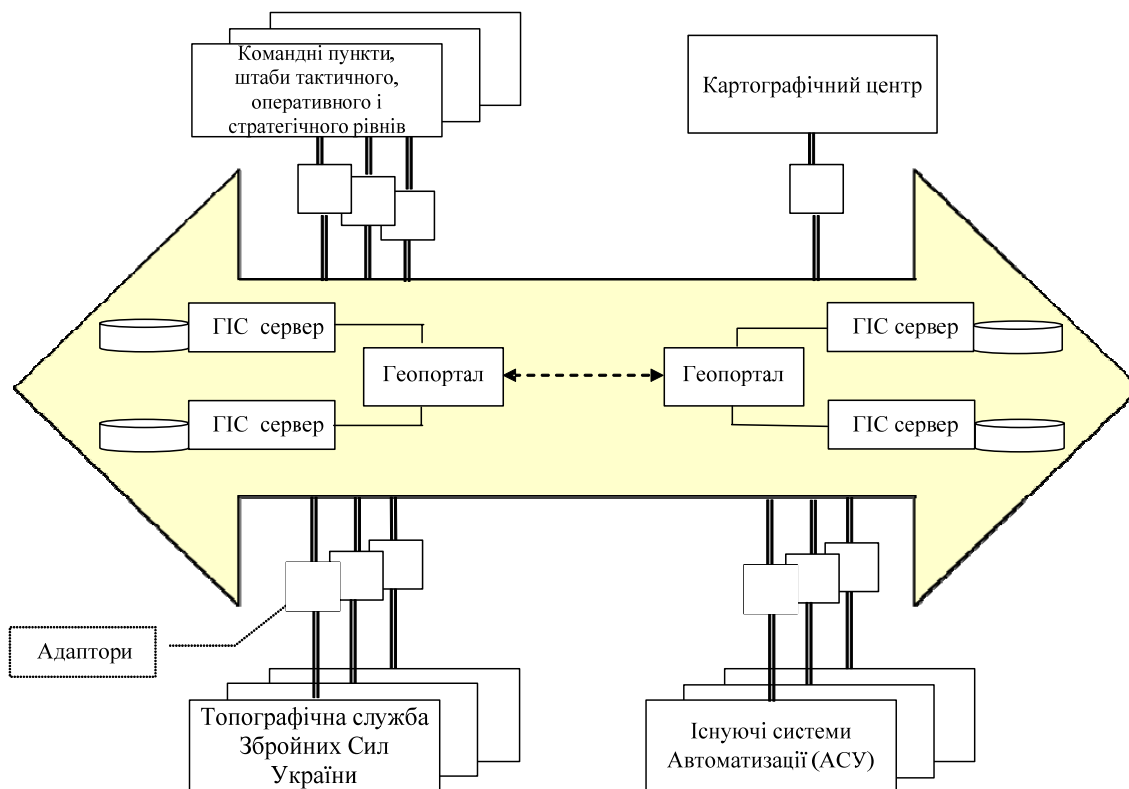 Командні пункти,
штаби тактичного,
оперативного і
стратегічного рівнів
Картографічний центр
ГІС сервер
ГІС сервер
Геопортал
Геопортал
ГІС сервер
ГІС сервер
Адаптори
Топографічна служба
Збройних Сил
України
Існуючі системи
Автоматизації (АСУ)